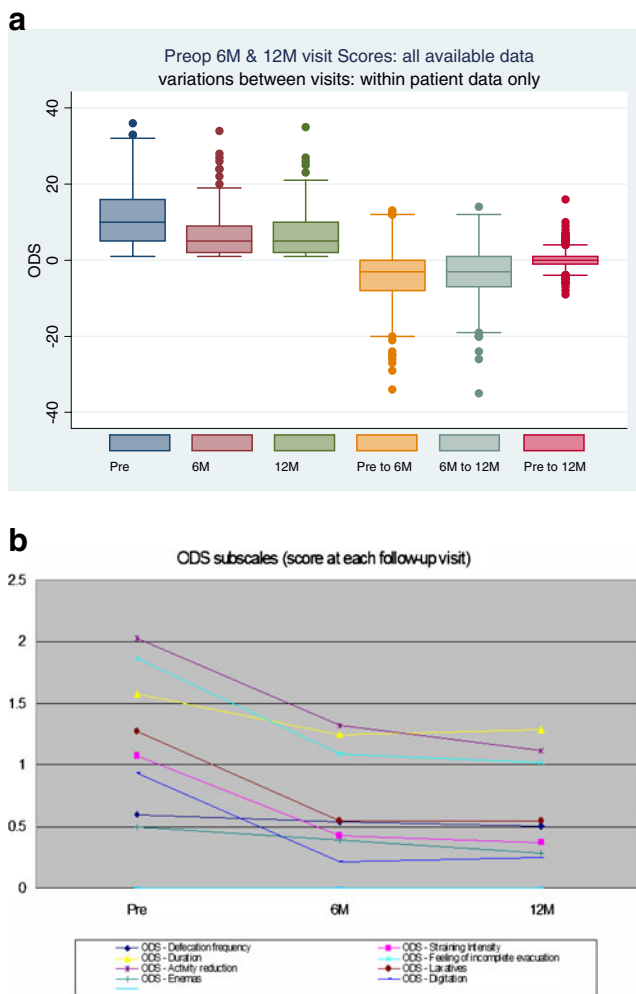 a
Preop 6M & 12M visit Scores: all available data
variations between visits: within patient data only
40
20
0
-20
-40
ODS
Pre 6M 12M Pre to 6M 6M to 12M Pre to 12M
b
ODS subscales (score at each follow-up visit)
2.5
2
1.5
1
0.5
0
Pre 6M 12M
ODS - Defecation frequency ODS - Straining Intensity
ODS - Duration ODS - Feeling of incomplete evacuation
ODS - Activity reduction ODS - Laxatives
ODS - Enemas ODS - Digitation